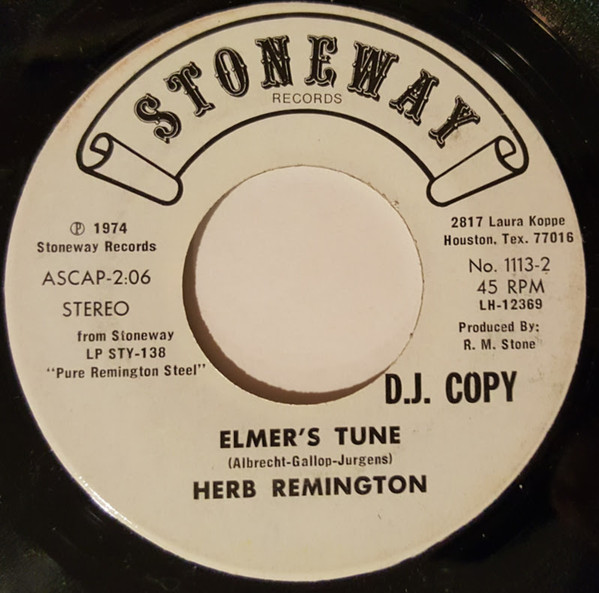 STONEWAY
RECORDS
℗ 1974
Stoneway Records
ASCAP-2:06
STEREO
from Stoneway
LP STY-138
"Pure Remington Steel"
2817 Laura Koppe
Houston, Tex. 77016
No. 1113-2
45 RPM
LH-12369
Produced By:
R. M. Stone
D.J. COPY
ELMER'S TUNE
(Albrecht-Gallop-Jurgens)
HERB REMINGTON